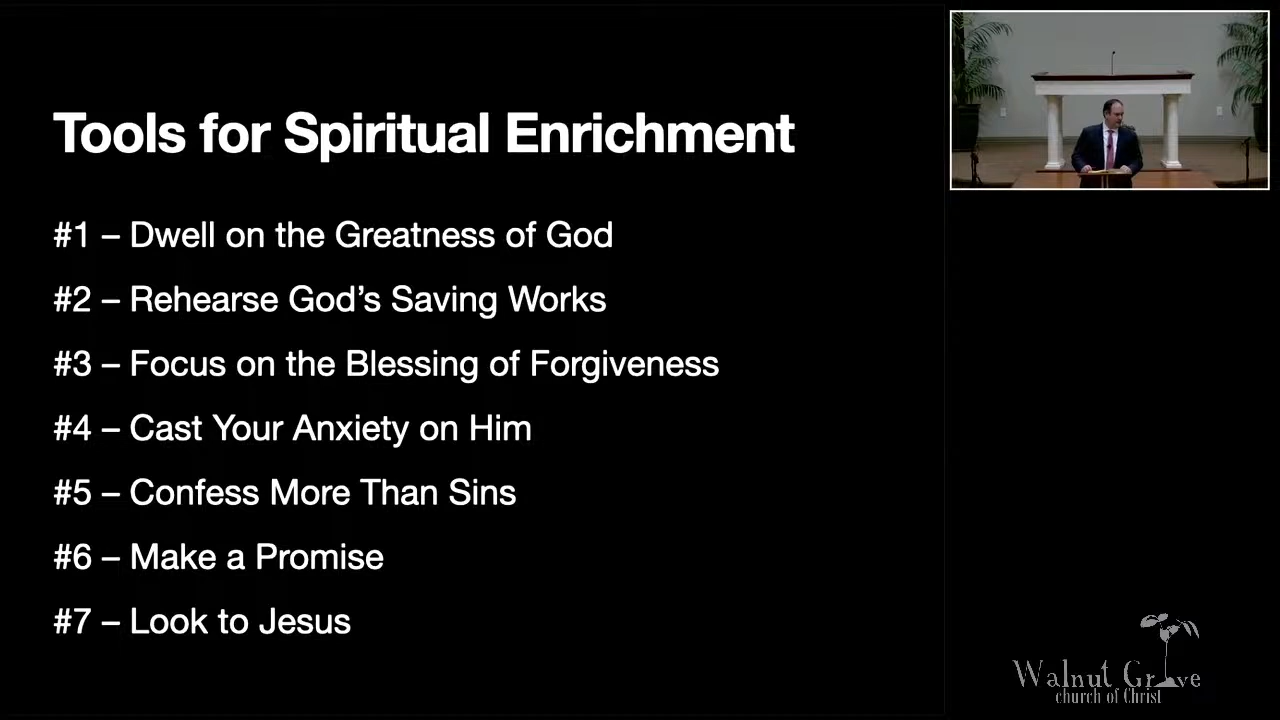 Tools for Spiritual Enrichment
#1 – Dwell on the Greatness of God
#2 – Rehearse God’s Saving Works
#3 – Focus on the Blessing of Forgiveness
#4 – Cast Your Anxiety on Him
#5 – Confess More Than Sins
#6 – Make a Promise
#7 – Look to Jesus
Walnut Grove
church of Christ